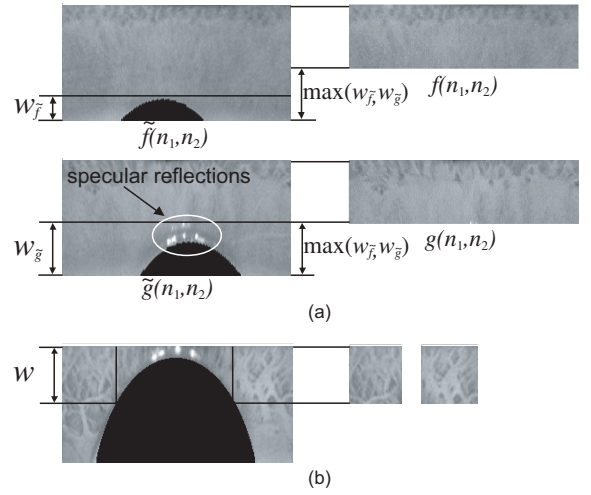 w_f̃
max(w_f̃,w_g̃)
f(n₁,n₂)
f̃(n₁,n₂)
specular reflections
w_g̃
max(w_f̃,w_g̃)
g(n₁,n₂)
g̃(n₁,n₂)
(a)
w
(b)